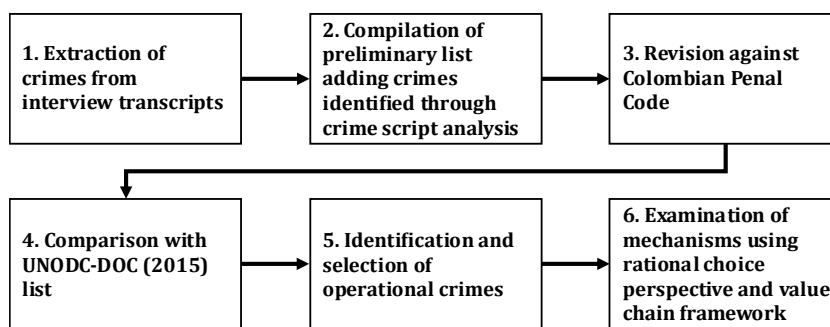 1. Extraction of
crimes from
interview transcripts
2. Compilation of
preliminary list
adding crimes
identified through
crime script analysis
3. Revision against
Colombian Penal
Code
4. Comparison with
UNODC-DOC (2015)
list
5. Identification and
selection of
operational crimes
6. Examination of
mechanisms using
rational choice
perspective and value
chain framework